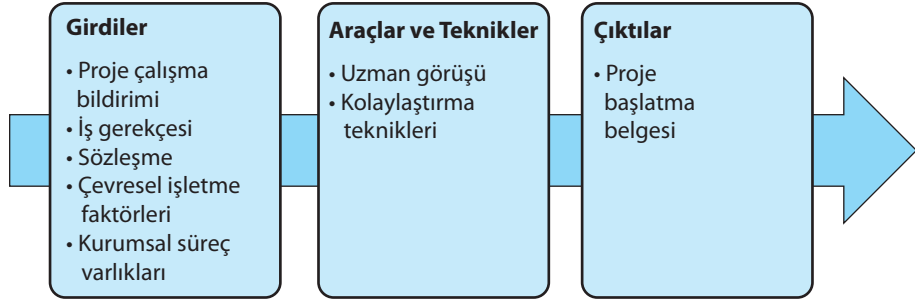 Girdiler
• Proje çalışma
bildirimi
• İş gerekçesi
• Sözleşme
• Çevresel işletme
faktörleri
• Kurumsal süreç
varlıkları
Araçlar ve Teknikler
• Uzman görüşü
• Kolaylaştırma
teknikleri
Çıktılar
• Proje
başlatma
belgesi